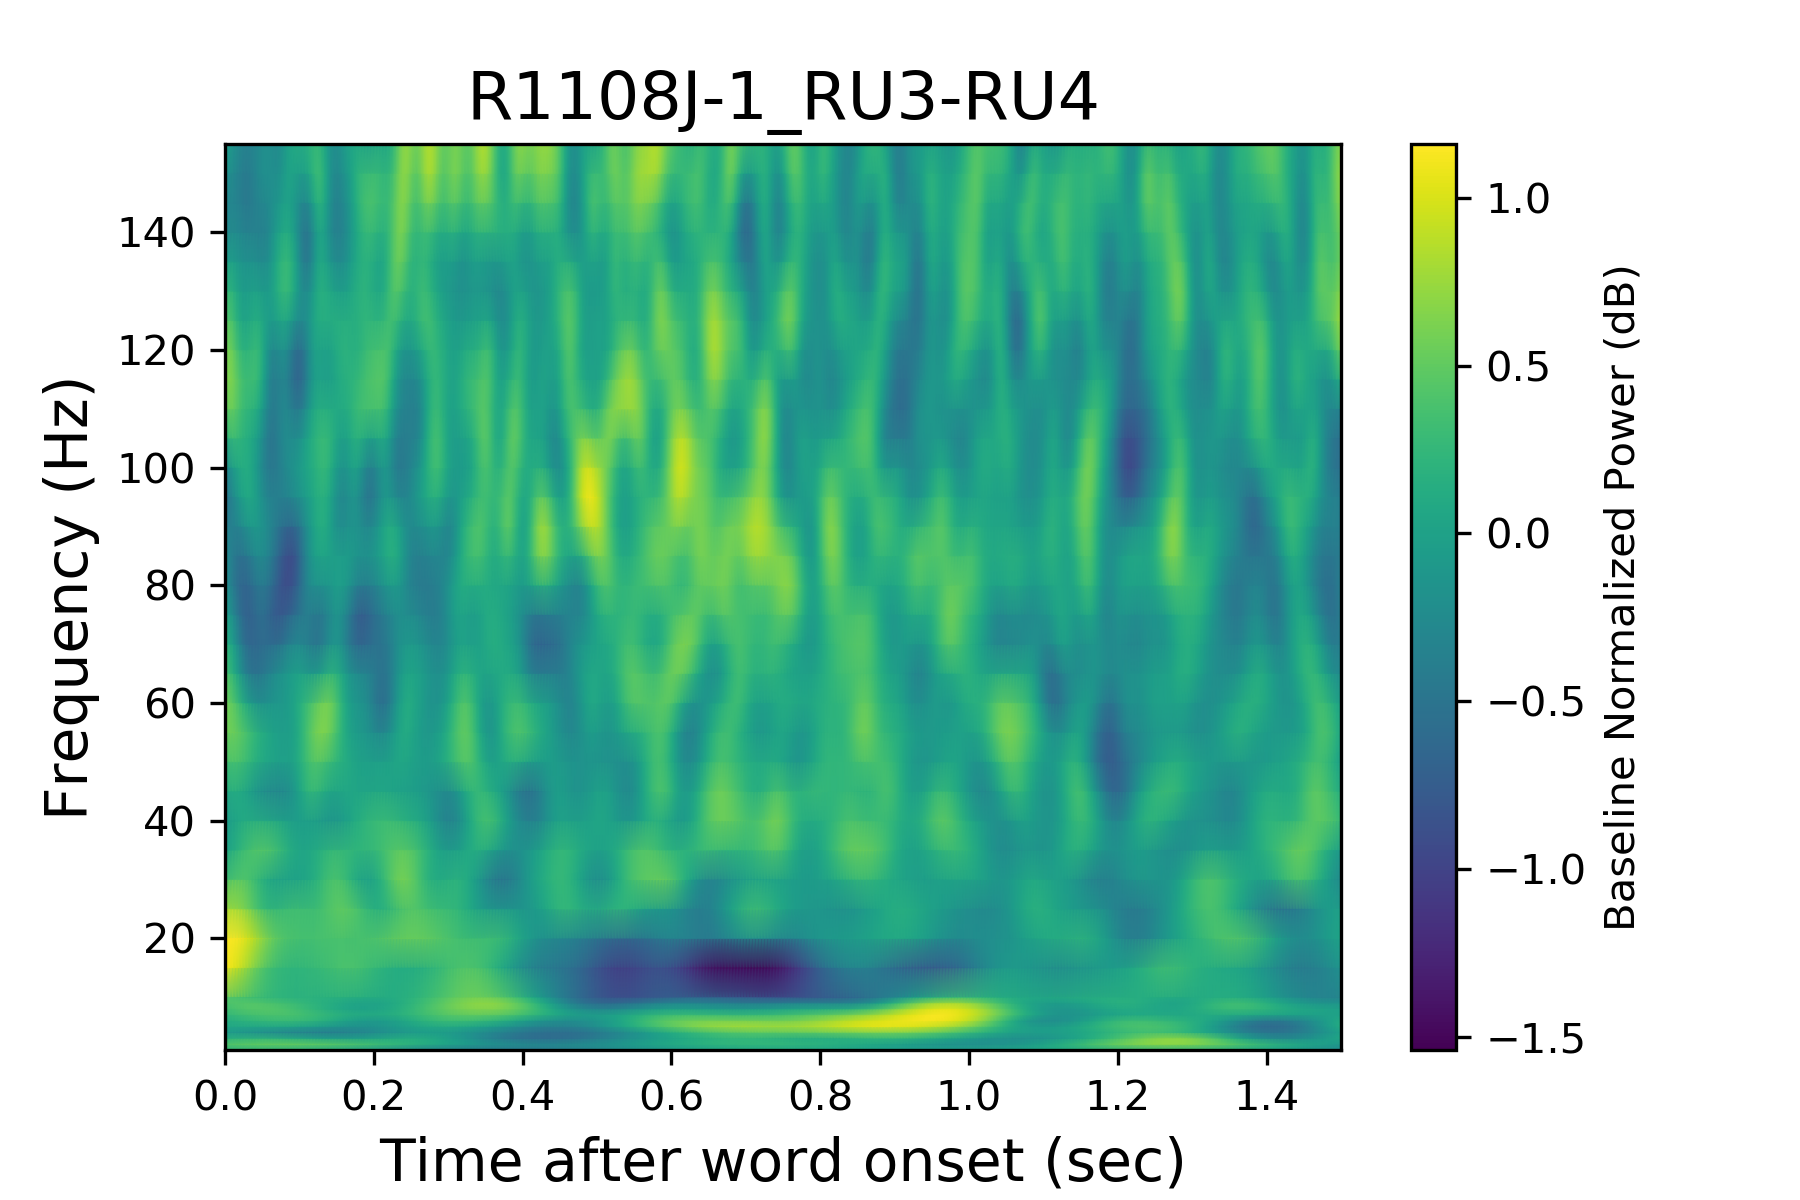 R1108J-1_RU3-RU4
Frequency (Hz)
140
120
100
80
60
40
20
0.0 0.2 0.4 0.6 0.8 1.0 1.2 1.4
Time after word onset (sec)
1.0
0.5
0.0
−0.5
−1.0
−1.5
Baseline Normalized Power (dB)